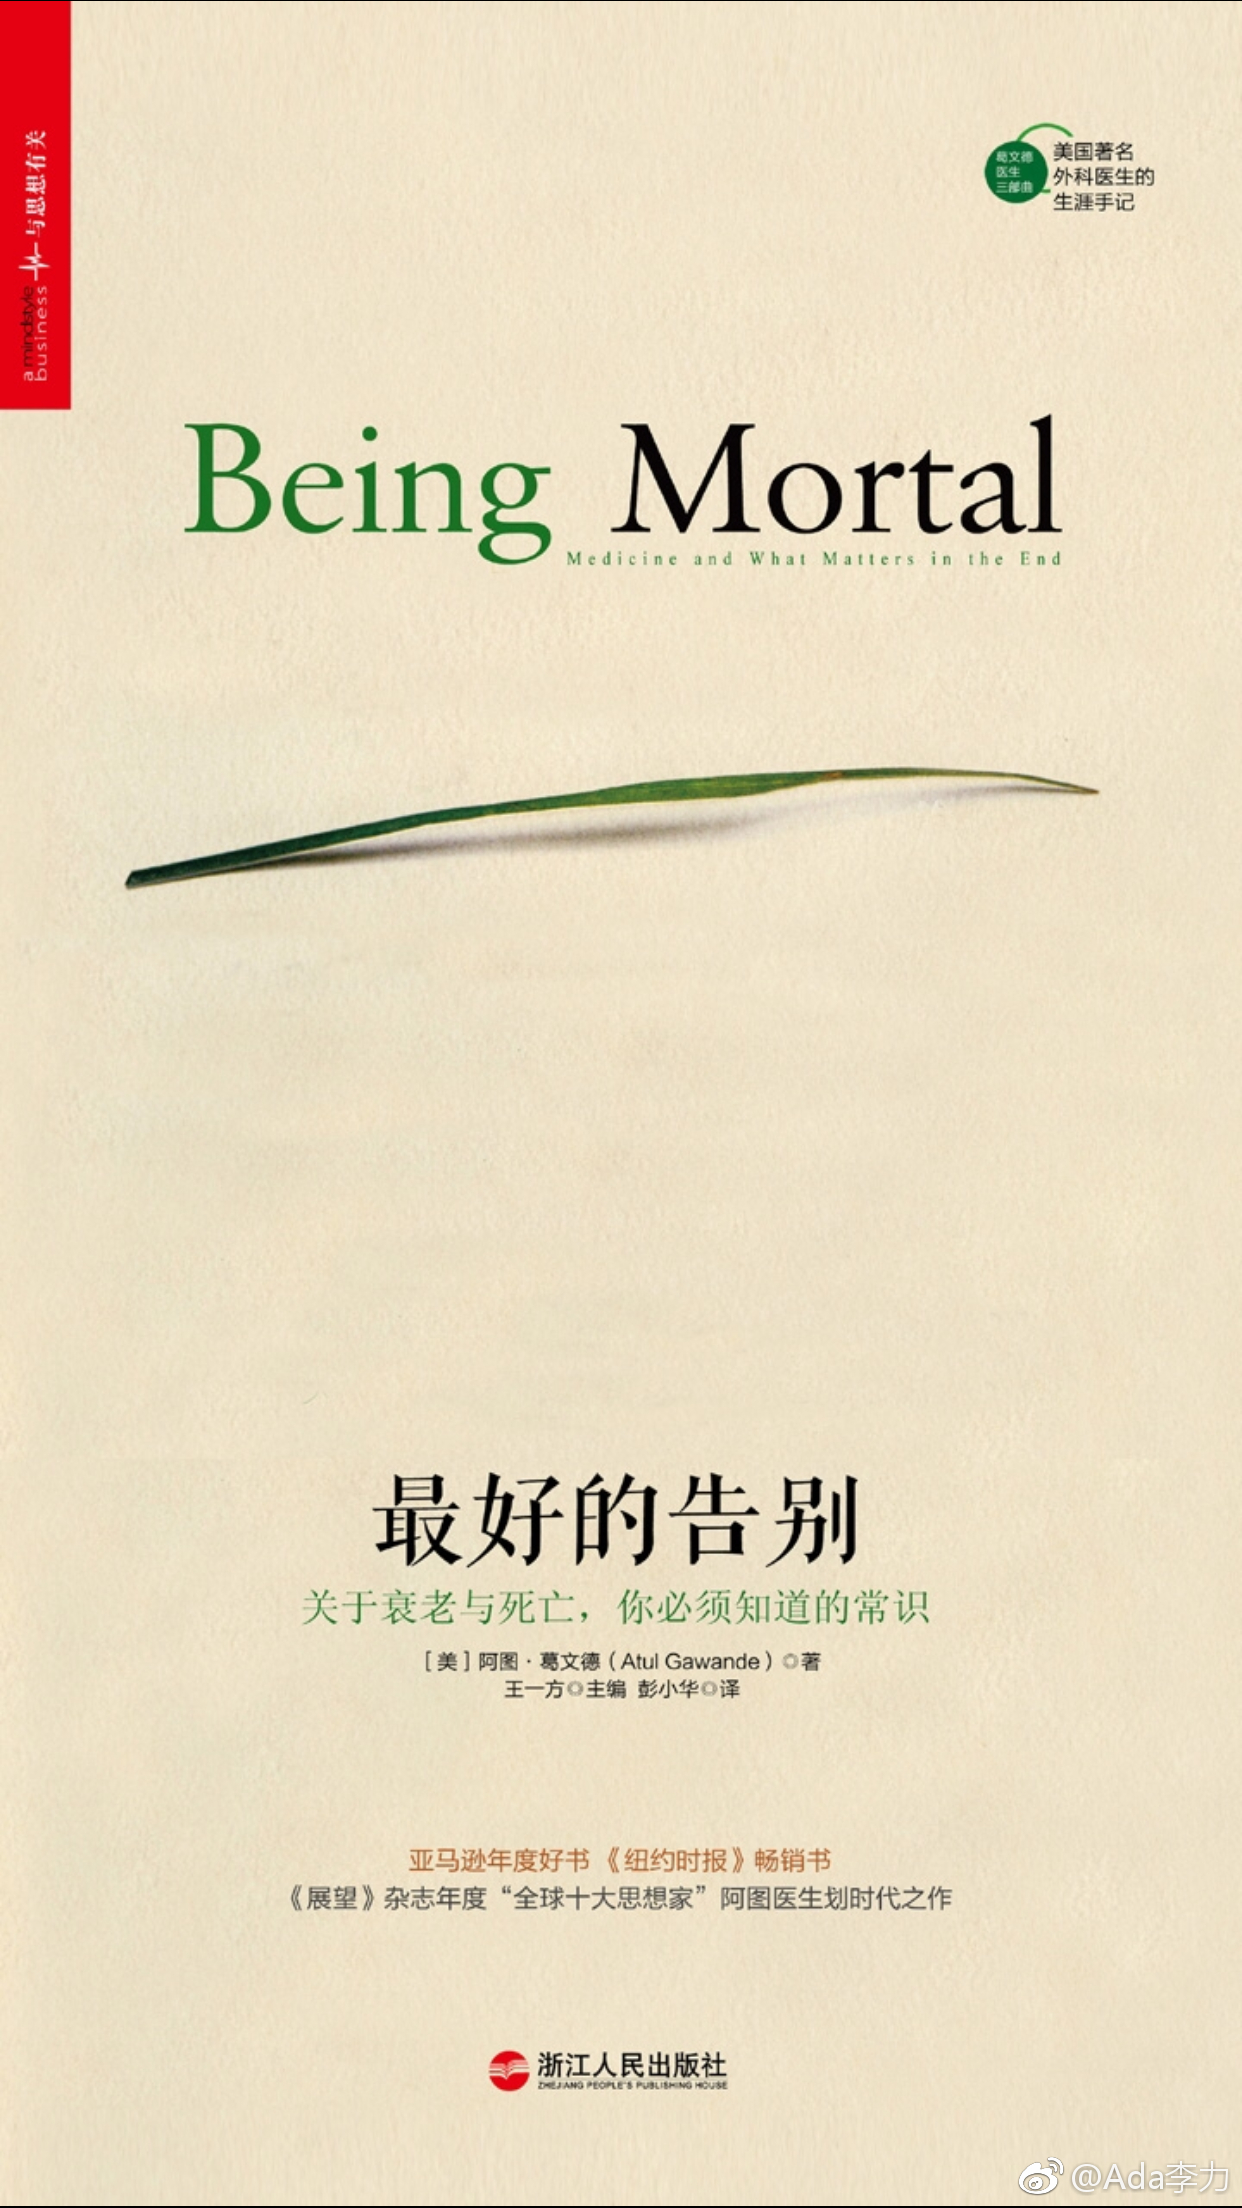 a mindstyle
business 与思想有关
葛文德
医生
三部曲
美国著名
外科医生的
生涯手记
Being Mortal
Medicine and What Matters in the End
最好的告别
关于衰老与死亡，你必须知道的常识
［美］阿图·葛文德（Atul Gawande）◎著
王一方◎主编 彭小华◎译
亚马逊年度好书《纽约时报》畅销书
《展望》杂志年度“全球十大思想家”阿图医生划时代之作
浙江人民出版社
ZHEJIANG PEOPLE'S PUBLISHING HOUSE
@Ada李力